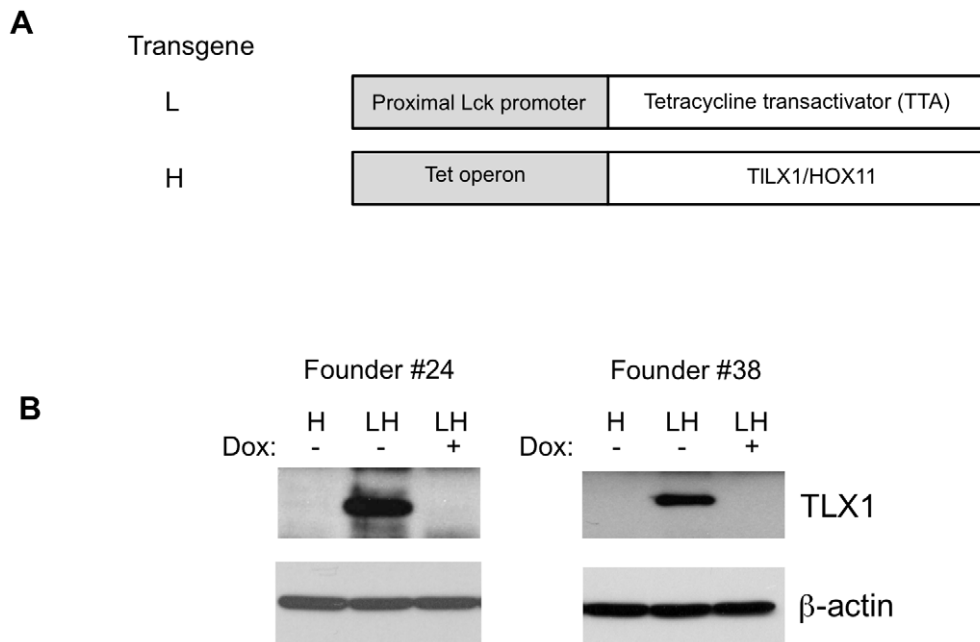 A
Transgene
L Proximal Lck promoter Tetracycline transactivator (TTA)
H Tet operon TlLX1/HOX11
B
Founder #24 Founder #38
H LH LH H LH LH
Dox: - - + Dox: - - +
TLX1
β-actin